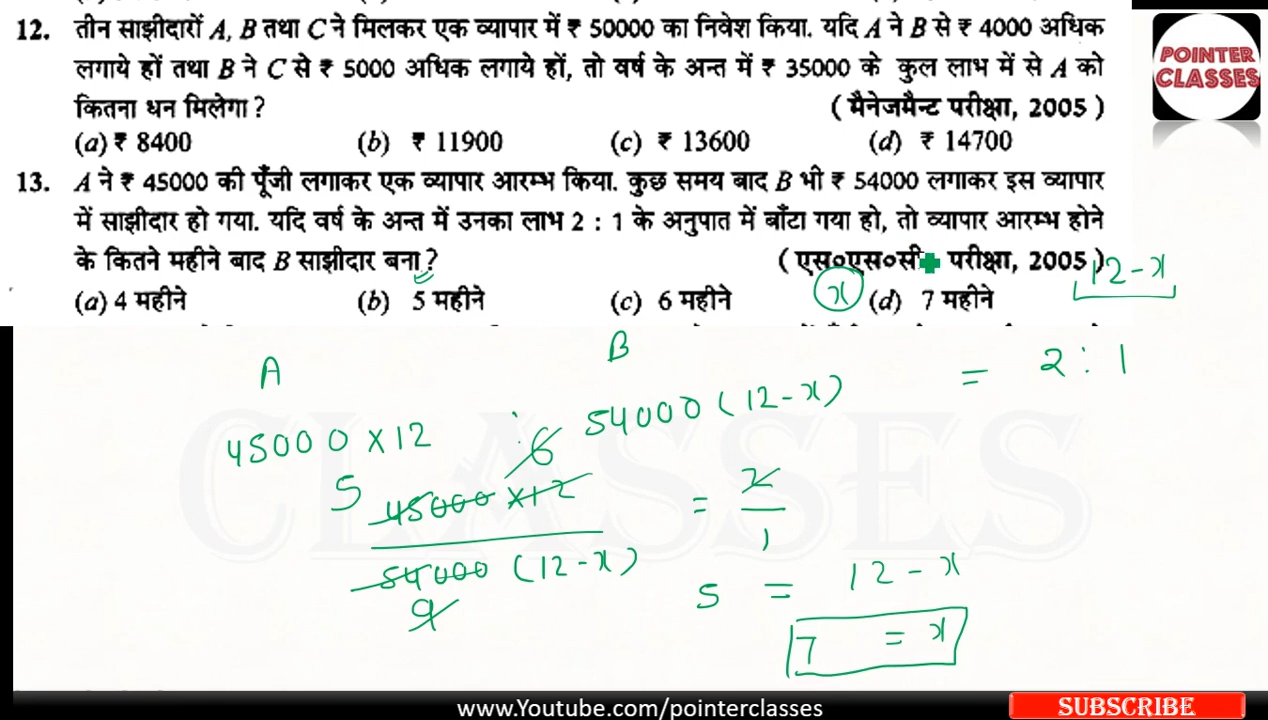 12. तीन साझीदारों A, B तथा C ने मिलकर एक व्यापार में ₹ 50000 का निवेश किया. यदि A ने B से ₹ 4000 अधिक
लगाये हों तथा B ने C से ₹ 5000 अधिक लगाये हों, तो वर्ष के अन्त में ₹ 35000 के कुल लाभ में से A को
कितना धन मिलेगा ? ( मैनेजमैन्ट परीक्षा, 2005 )
(a) ₹ 8400 (b) ₹ 11900 (c) ₹ 13600 (d) ₹ 14700
POINTER
CLASSES
13. A ने ₹ 45000 की पूँजी लगाकर एक व्यापार आरम्भ किया. कुछ समय बाद B भी ₹ 54000 लगाकर इस व्यापार
में साझीदार हो गया. यदि वर्ष के अन्त में उनका लाभ 2 : 1 के अनुपात में बाँटा गया हो, तो व्यापार आरम्भ होने
के कितने महीने बाद B साझीदार बना ? ( एस०एस०सी० परीक्षा, 2005 )
12 - x
(a) 4 महीने (b) 5 महीने (c) 6 महीने x (d) 7 महीने
A B
45000 x 12 : 54000 ( 12 - x ) = 2 : 1
5 6
45000 x 12 = 2
54000 ( 12 - x ) 1
9
5 = 12 - x
7 = x
CLASSES
www.Youtube.com/pointerclasses SUBSCRIBE